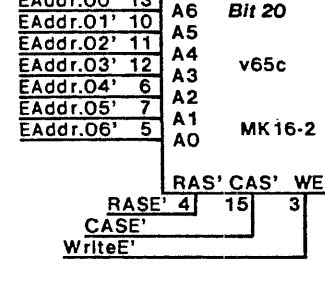 EAddr.00' 13 A6 Bit 20
EAddr.01' 10 A5
EAddr.02' 11 A4
EAddr.03' 12 A3 v65c
EAddr.04' 6 A2
EAddr.05' 7 A1
EAddr.06' 5 A0 MK16-2
RAS' CAS' WE
RASE' 4 15 3
CASE'
WriteE'